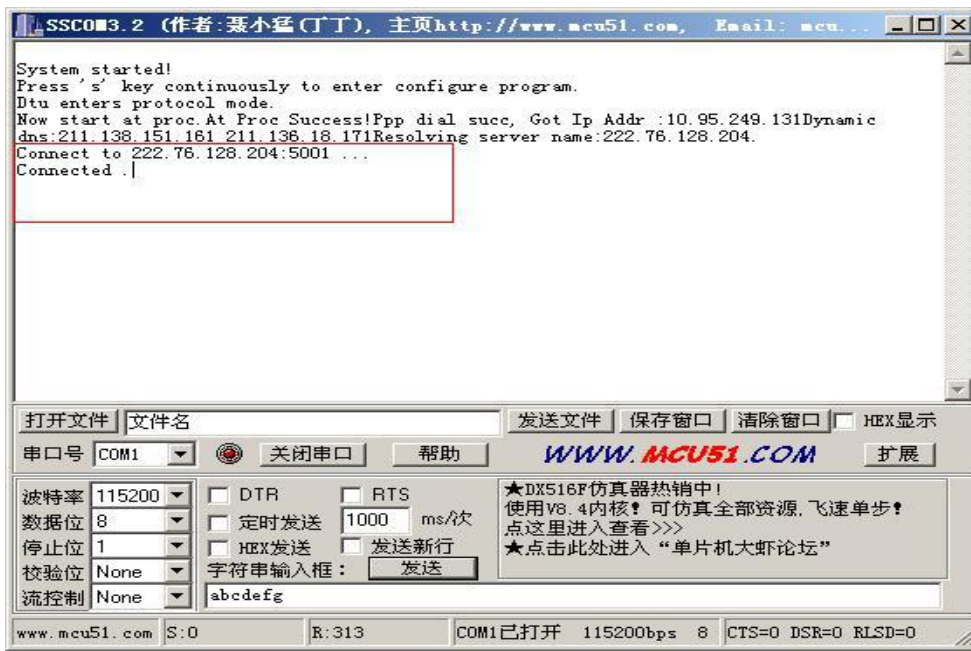 SSCOM3.2 (作者:聂小猛(丁丁), 主页http://www.mcu51.com, Email: mcu...
System started!
Press 's' key continuously to enter configure program.
Dtu enters protocol mode.
Now start at proc.At Proc Success!Ppp dial succ, Got Ip Addr :10.95.249.131Dynamic
dns:211.138.151.161 211.136.18.171Resolving server name:222.76.128.204.
Connect to 222.76.128.204:5001 ...
Connected .
打开文件 文件名 发送文件 保存窗口 清除窗口 HEX显示
串口号 COM1 关闭串口 帮助 WWW.MCU51.COM 扩展
波特率 115200 DTR RTS
数据位 8 定时发送 1000 ms/次
停止位 1 HEX发送 发送新行
校验位 None 字符串输入框: 发送
流控制 None abcdefg
★DX516F仿真器热销中!
使用V8.4内核!可仿真全部资源,飞速单步!
点这里进入查看>>>
★点击此处进入“单片机大虾论坛”
www.mcu51.com S:0 R:313 COM1已打开 115200bps 8 CTS=0 DSR=0 RLSD=0